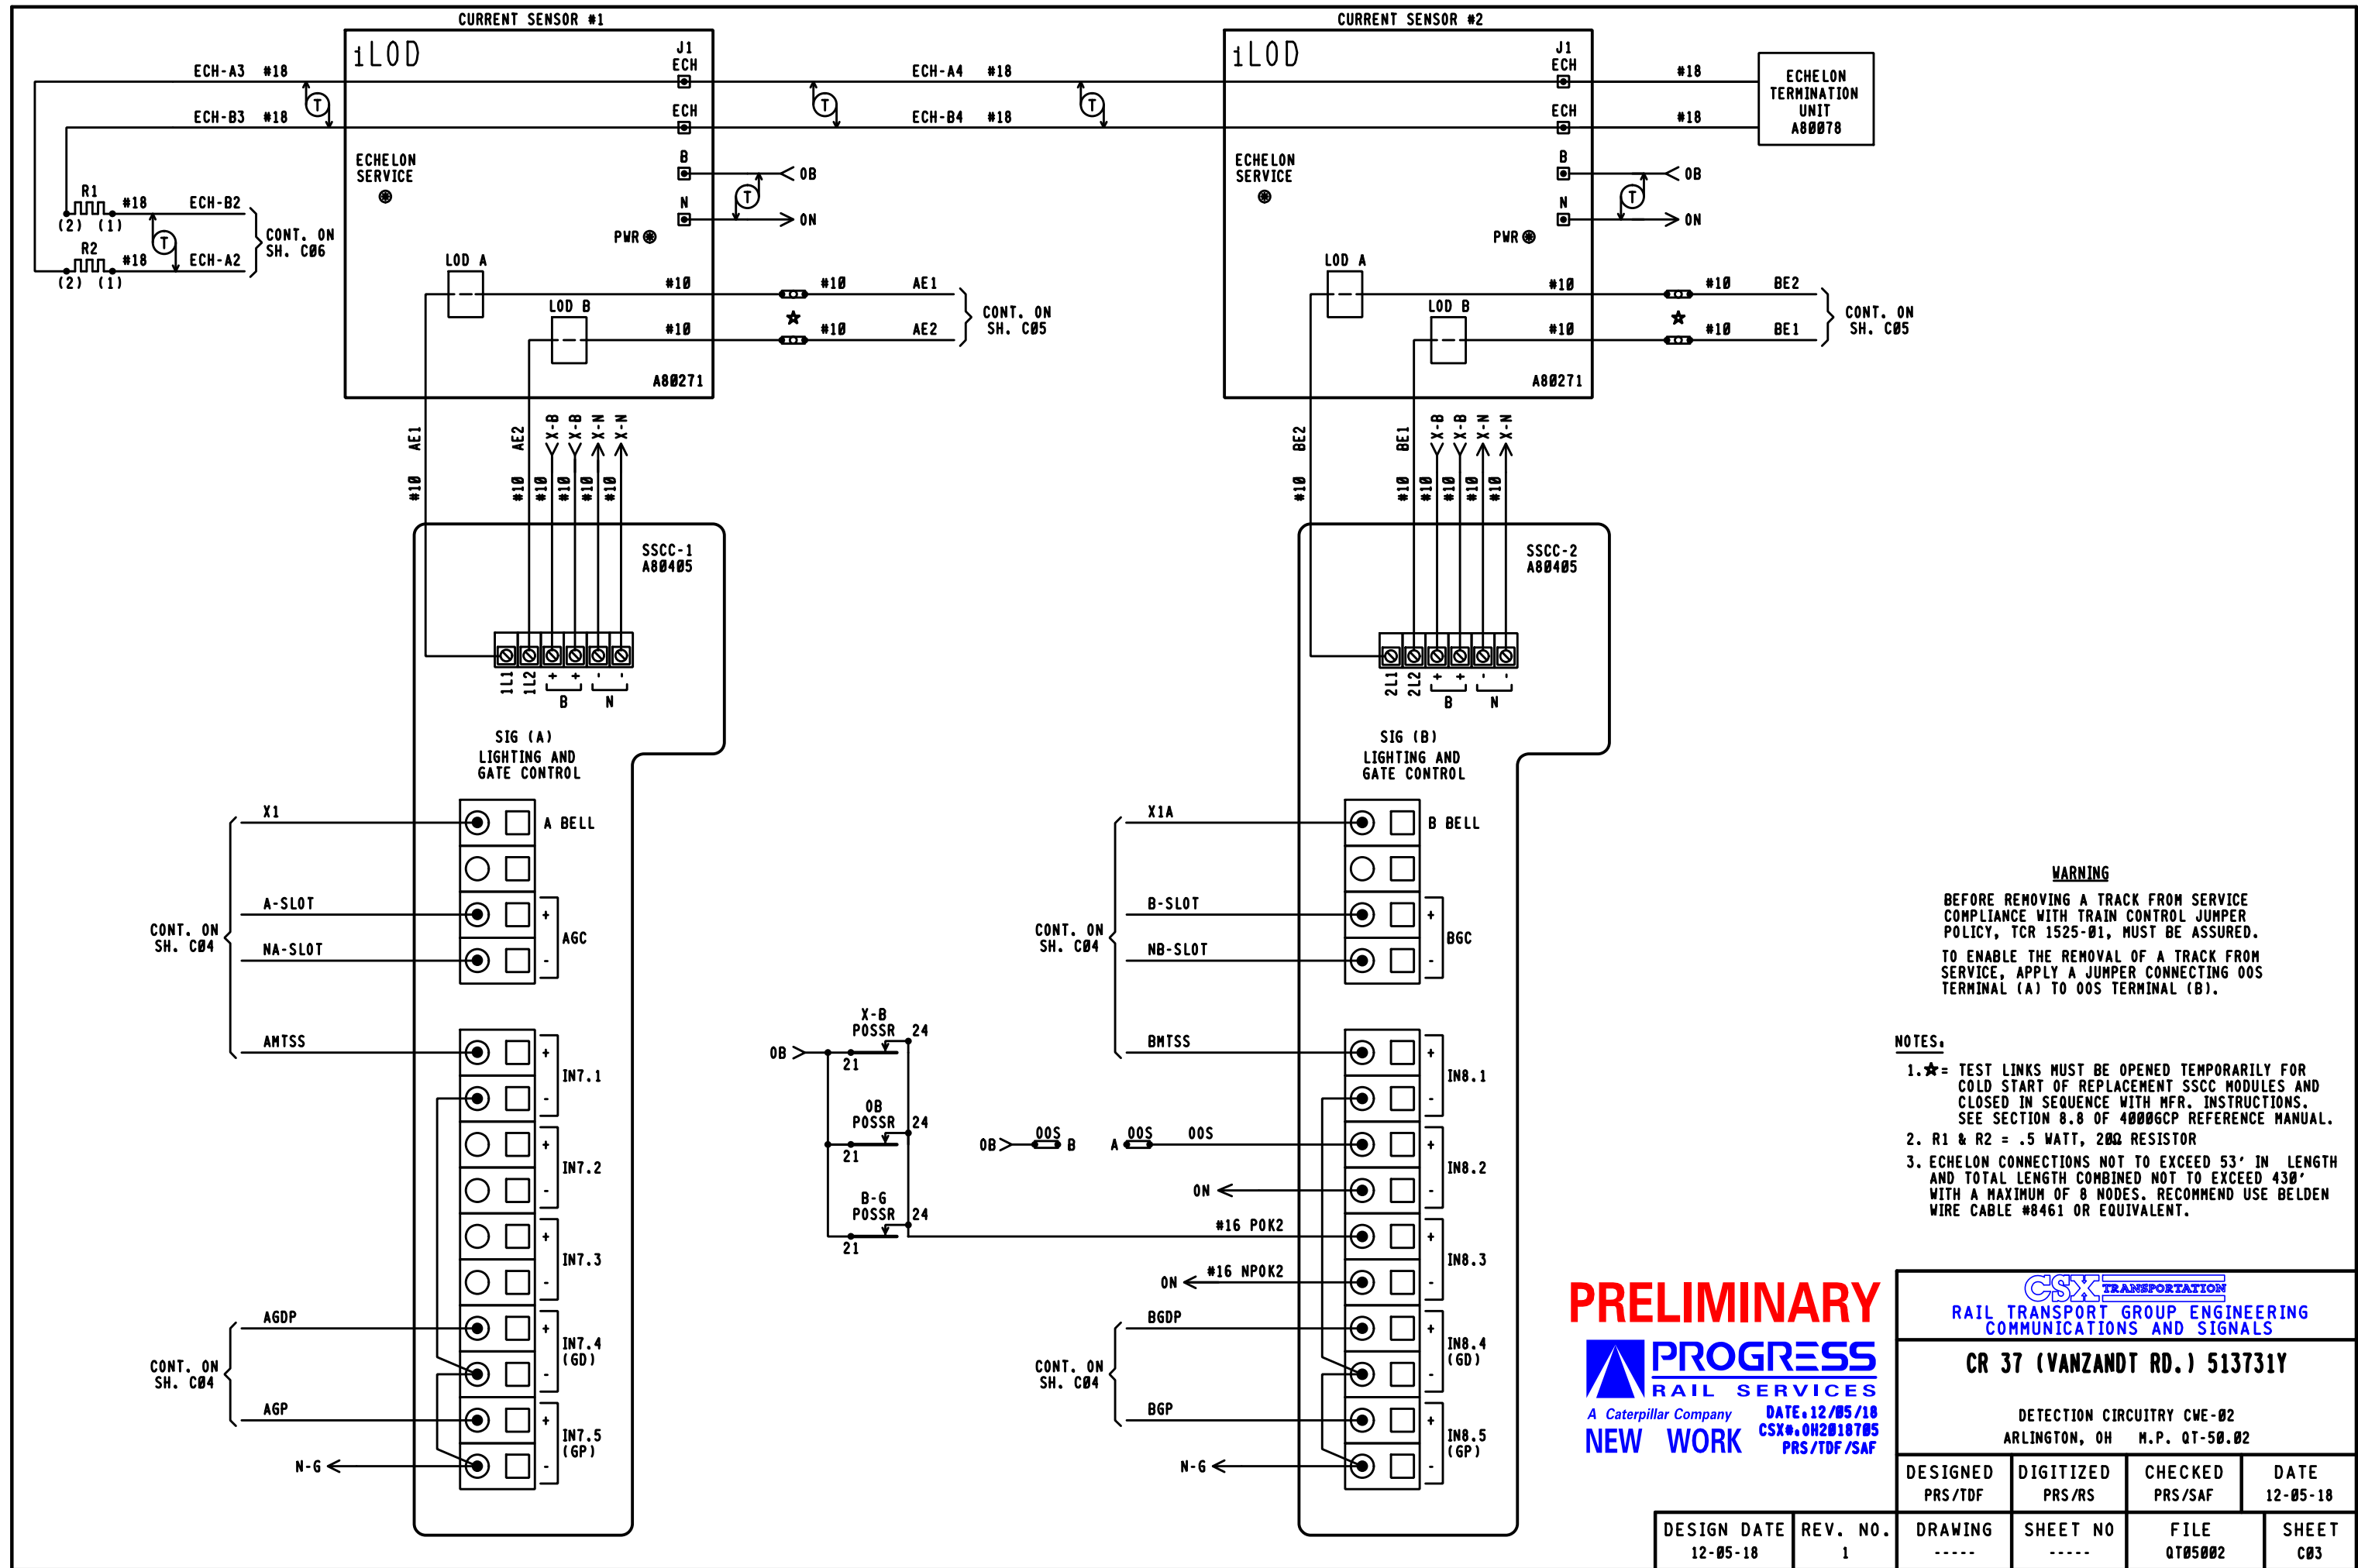 CURRENT SENSOR #1
CURRENT SENSOR #2
iLOD
J1
ECH
ECH-A3 #18
ECH-A4 #18
iLOD
J1
ECH
#18
ECHELON
TERMINATION
UNIT
A80078
T
T
T
ECH-B3 #18
ECH
ECH-B4 #18
ECH
#18
ECHELON
SERVICE
B
OB
T
N
ON
PWR
ECHELON
SERVICE
B
OB
T
N
ON
PWR
R1
#18
ECH-B2
(2) (1)
T
R2
#18
ECH-A2
(2) (1)
CONT. ON
SH. C06
LOD A
#10
#10
AE1
LOD B
#10
#10
AE2
CONT. ON
SH. C05
A80271
LOD A
#10
#10
BE2
LOD B
#10
#10
BE1
CONT. ON
SH. C05
A80271
#10 AE1
#10 AE2
#10 X-B
#10 X-B
#10 X-N
#10 X-N
#10 BE2
#10 BE1
#10 X-B
#10 X-B
#10 X-N
#10 X-N
SSCC-1
A80405
SSCC-2
A80405
1L1
1L2
+
+
-
-
B
N
2L1
2L2
+
+
-
-
B
N
SIG (A)
LIGHTING AND
GATE CONTROL
SIG (B)
LIGHTING AND
GATE CONTROL
X1
A BELL
A-SLOT
+
AGC
NA-SLOT
-
CONT. ON
SH. C04
AMTSS
+
IN7.1
-
+
IN7.2
-
+
IN7.3
-
AGDP
+
IN7.4
(GD)
-
CONT. ON
SH. C04
AGP
+
IN7.5
(GP)
-
N-G
X-B
POSSR
24
OB
21
OB
POSSR
24
21
B-G
POSSR
24
21
OB
OOS
B
A
OOS
OOS
ON
#16 POK2
ON
#16 NPOK2
X1A
B BELL
B-SLOT
+
BGC
NB-SLOT
-
CONT. ON
SH. C04
BMTSS
+
IN8.1
-
+
IN8.2
-
+
IN8.3
-
BGDP
+
IN8.4
(GD)
-
CONT. ON
SH. C04
BGP
+
IN8.5
(GP)
-
N-G
WARNING
BEFORE REMOVING A TRACK FROM SERVICE
COMPLIANCE WITH TRAIN CONTROL JUMPER
POLICY, TCR 1525-01, MUST BE ASSURED.
TO ENABLE THE REMOVAL OF A TRACK FROM
SERVICE, APPLY A JUMPER CONNECTING OOS
TERMINAL (A) TO OOS TERMINAL (B).
NOTES:
1.☆= TEST LINKS MUST BE OPENED TEMPORARILY FOR
COLD START OF REPLACEMENT SSCC MODULES AND
CLOSED IN SEQUENCE WITH MFR. INSTRUCTIONS.
SEE SECTION 8.8 OF 4000GCP REFERENCE MANUAL.
2. R1 & R2 = .5 WATT, 20Ω RESISTOR
3. ECHELON CONNECTIONS NOT TO EXCEED 53' IN LENGTH
AND TOTAL LENGTH COMBINED NOT TO EXCEED 430'
WITH A MAXIMUM OF 8 NODES. RECOMMEND USE BELDEN
WIRE CABLE #8461 OR EQUIVALENT.
PRELIMINARY
PROGRESS
RAIL SERVICES
A Caterpillar Company
NEW WORK
DATE:12/05/18
CSX#:OH2018705
PRS/TDF/SAF
CSX TRANSPORTATION
RAIL TRANSPORT GROUP ENGINEERING
COMMUNICATIONS AND SIGNALS
CR 37 (VANZANDT RD.) 513731Y
DETECTION CIRCUITRY CWE-02
ARLINGTON, OH M.P. QT-50.02
DESIGNED
PRS/TDF
DIGITIZED
PRS/RS
CHECKED
PRS/SAF
DATE
12-05-18
DESIGN DATE
12-05-18
REV. NO.
1
DRAWING
-----
SHEET NO
-----
FILE
QT05002
SHEET
C03